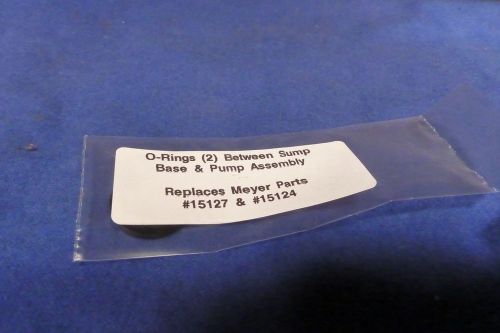 O-Rings (2) Between Sump
Base & Pump Assembly
Replaces Meyer Parts
#15127 & #15124